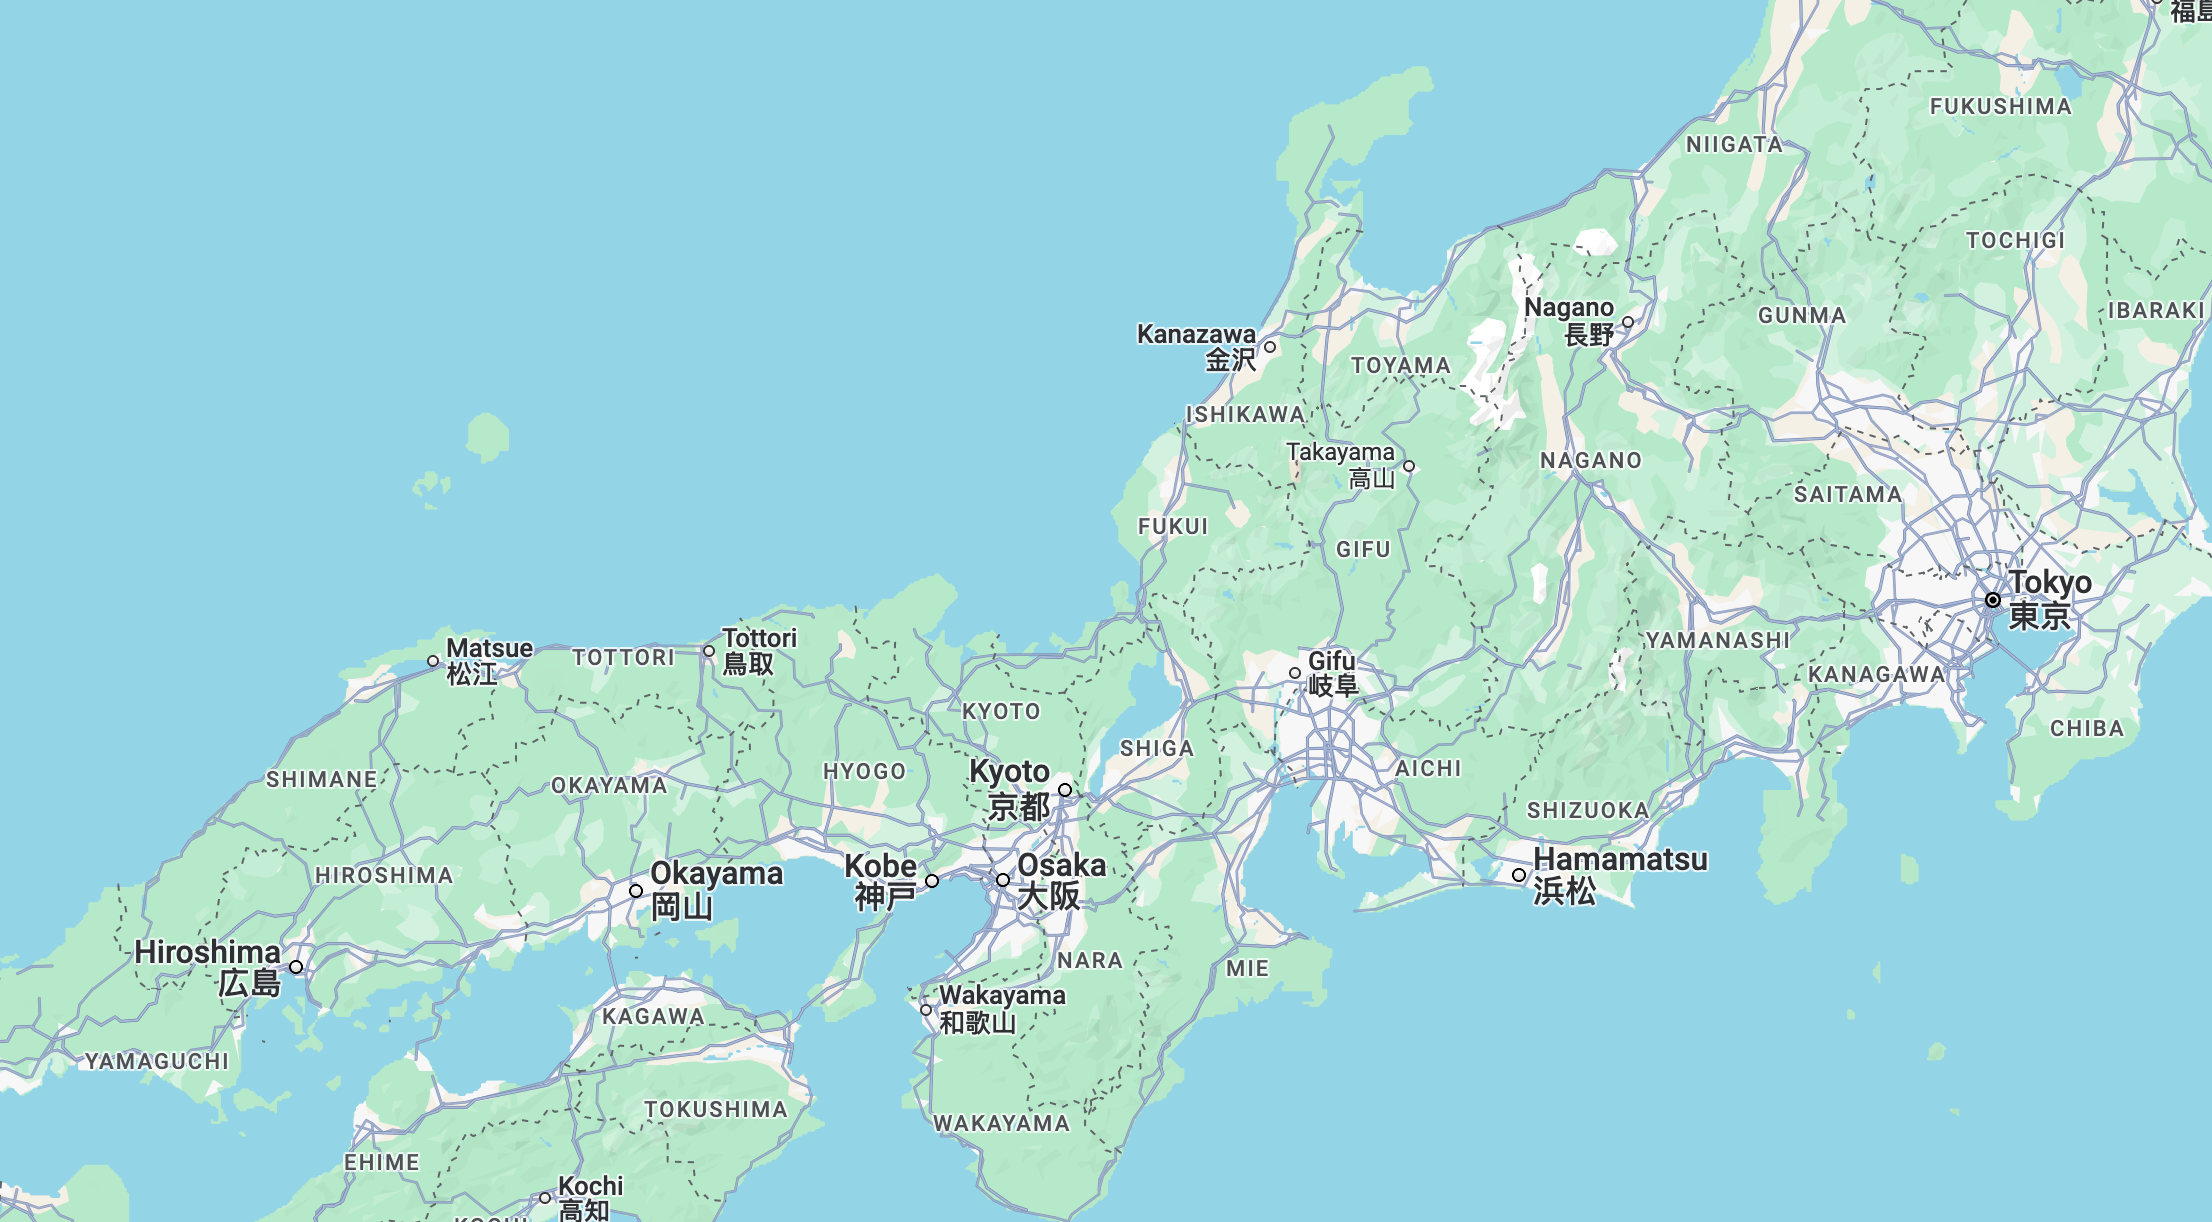 福島
FUKUSHIMA
NIIGATA
TOCHIGI
Nagano
長野
GUNMA
IBARAKI
Kanazawa
金沢
TOYAMA
ISHIKAWA
Takayama
高山
NAGANO
SAITAMA
FUKUI
GIFU
Tokyo
東京
Matsue
松江
TOTTORI
Tottori
鳥取
Gifu
岐阜
YAMANASHI
KANAGAWA
KYOTO
CHIBA
SHIGA
SHIMANE
OKAYAMA
HYOGO
Kyoto
京都
AICHI
SHIZUOKA
HIROSHIMA
Okayama
岡山
Kobe
神戸
Osaka
大阪
Hamamatsu
浜松
Hiroshima
広島
NARA
MIE
Wakayama
和歌山
KAGAWA
YAMAGUCHI
TOKUSHIMA
WAKAYAMA
EHIME
Kochi
高知
KOCHI